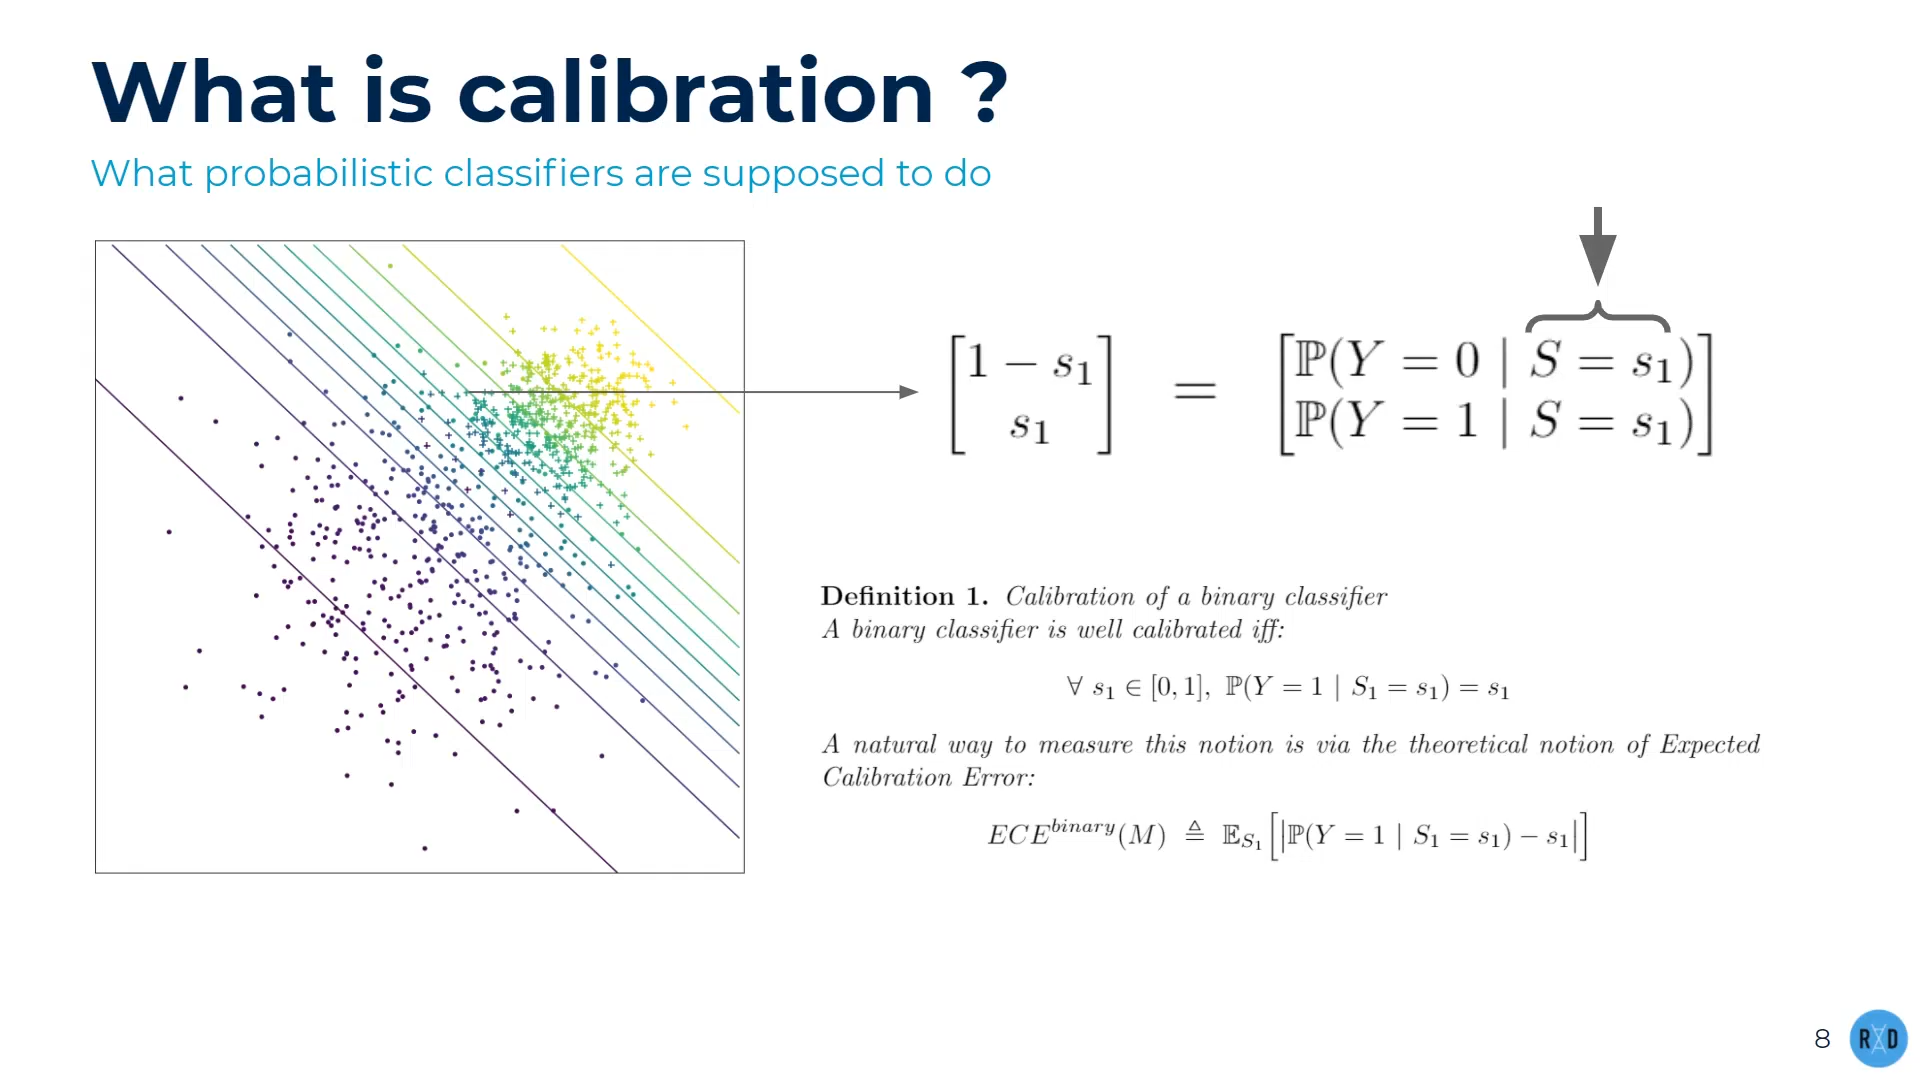 What is calibration ?
What probabilistic classifiers are supposed to do
[1 − s₁ s₁] = [ℙ(Y = 0 | S = s₁) ℙ(Y = 1 | S = s₁)]
Definition 1. Calibration of a binary classifier
A binary classifier is well calibrated iff:
∀ s₁ ∈ [0, 1], ℙ(Y = 1 | S₁ = s₁) = s₁
A natural way to measure this notion is via the theoretical notion of Expected
Calibration Error:
ECE^{binary}(M) ≜ 𝔼_{S₁}[|ℙ(Y = 1 | S₁ = s₁) − s₁|]
8
R D